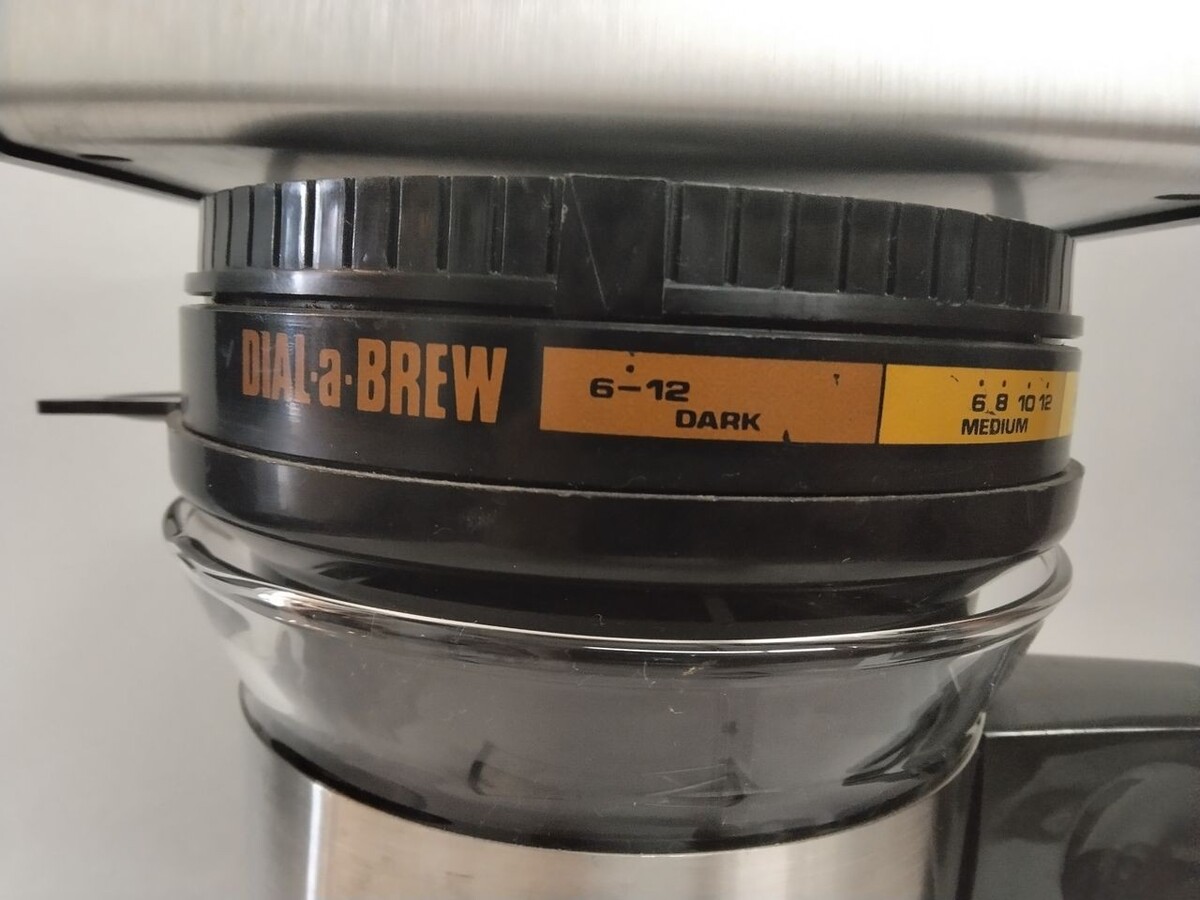 DIAL·a·BREW
6–12
DARK
6 8 10 12
MEDIUM